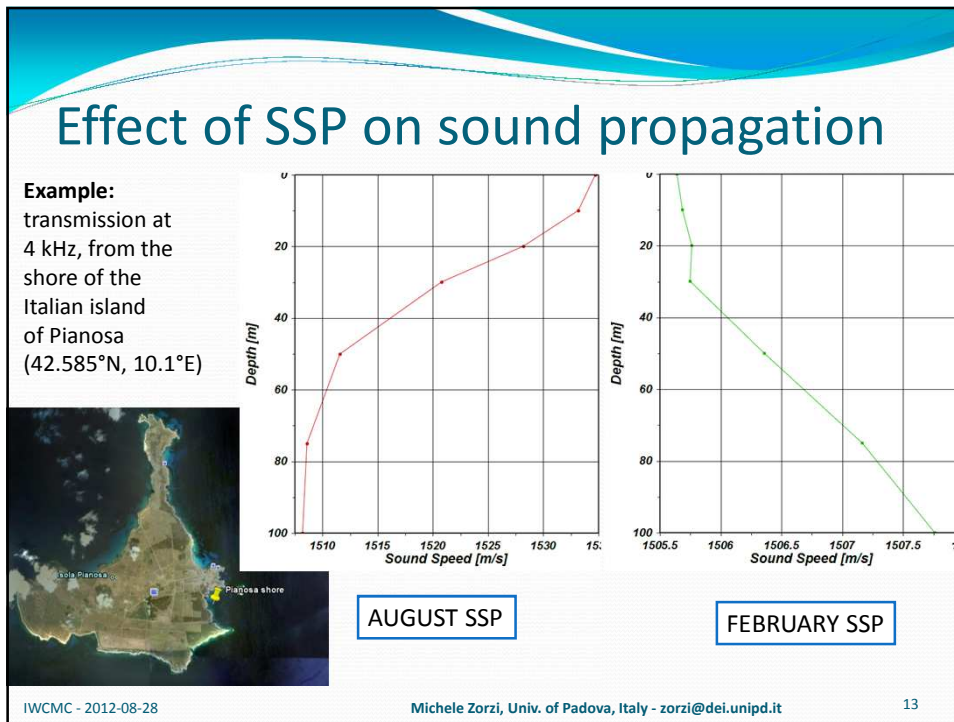 Effect of SSP on sound propagation
Example:
transmission at
4 kHz, from the
shore of the
Italian island
of Pianosa
(42.585°N, 10.1°E)
0
20
40
60
80
100
Depth [m]
1510
1515
1520
1525
1530
Sound Speed [m/s]
0
20
40
60
80
100
Depth [m]
1505.5
1506
1506.5
1507
1507.5
Sound Speed [m/s]
Isola Pianosa
Pianosa shore
AUGUST SSP
FEBRUARY SSP
IWCMC - 2012-08-28
Michele Zorzi, Univ. of Padova, Italy - zorzi@dei.unipd.it
13